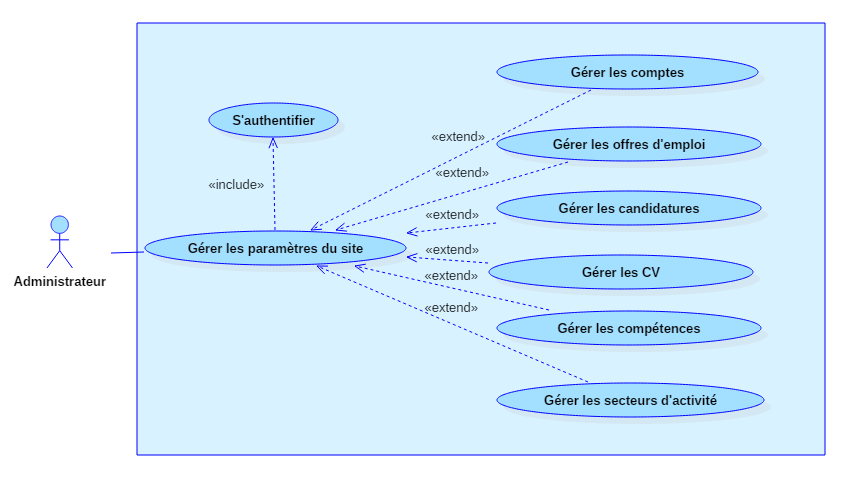 Gérer les comptes
S'authentifier
«extend»
Gérer les offres d'emploi
«extend»
«include»
Gérer les candidatures
«extend»
Gérer les paramètres du site
«extend»
Gérer les CV
«extend»
Administrateur
«extend»
Gérer les compétences
Gérer les secteurs d'activité